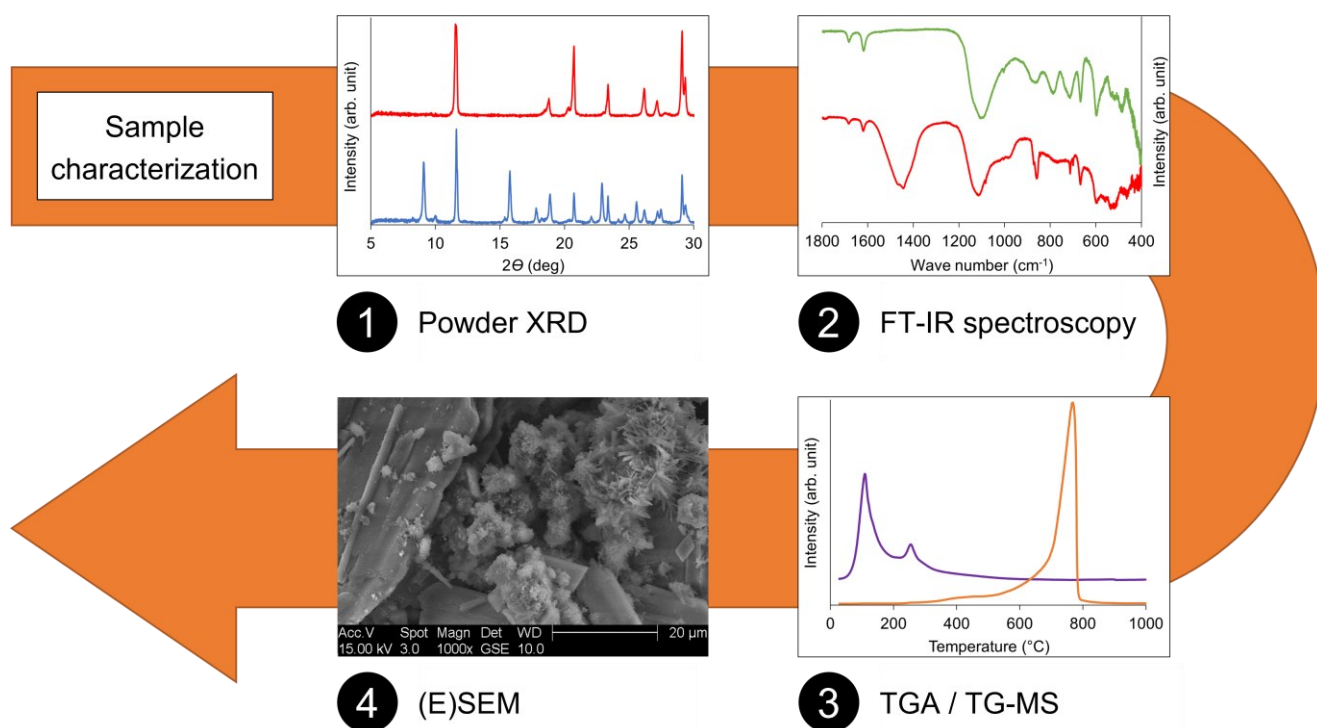 Sample
characterization
Intensity (arb. unit)
5 10 15 20 25 30
2Θ (deg)
1 Powder XRD
Intensity (arb. unit)
1800 1600 1400 1200 1000 800 600 400
Wave number (cm⁻¹)
2 FT-IR spectroscopy
Intensity (arb. unit)
0 200 400 600 800 1000
Temperature (°C)
3 TGA / TG-MS
Acc.V Spot Magn Det WD 20 µm
15.00 kV 3.0 1000x GSE 10.0
4 (E)SEM